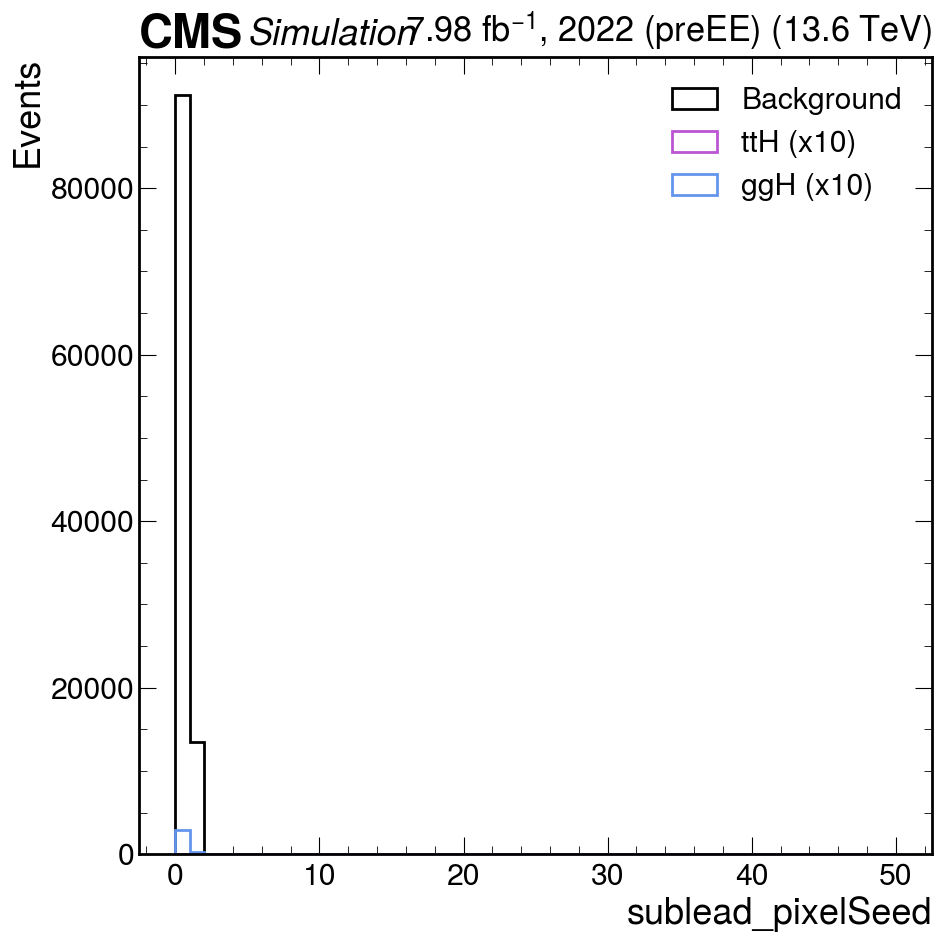 CMS Simulation 7.98 fb⁻¹, 2022 (preEE) (13.6 TeV)
Events
Background
ttH (x10)
ggH (x10)
80000
60000
40000
20000
0
0 10 20 30 40 50
sublead_pixelSeed